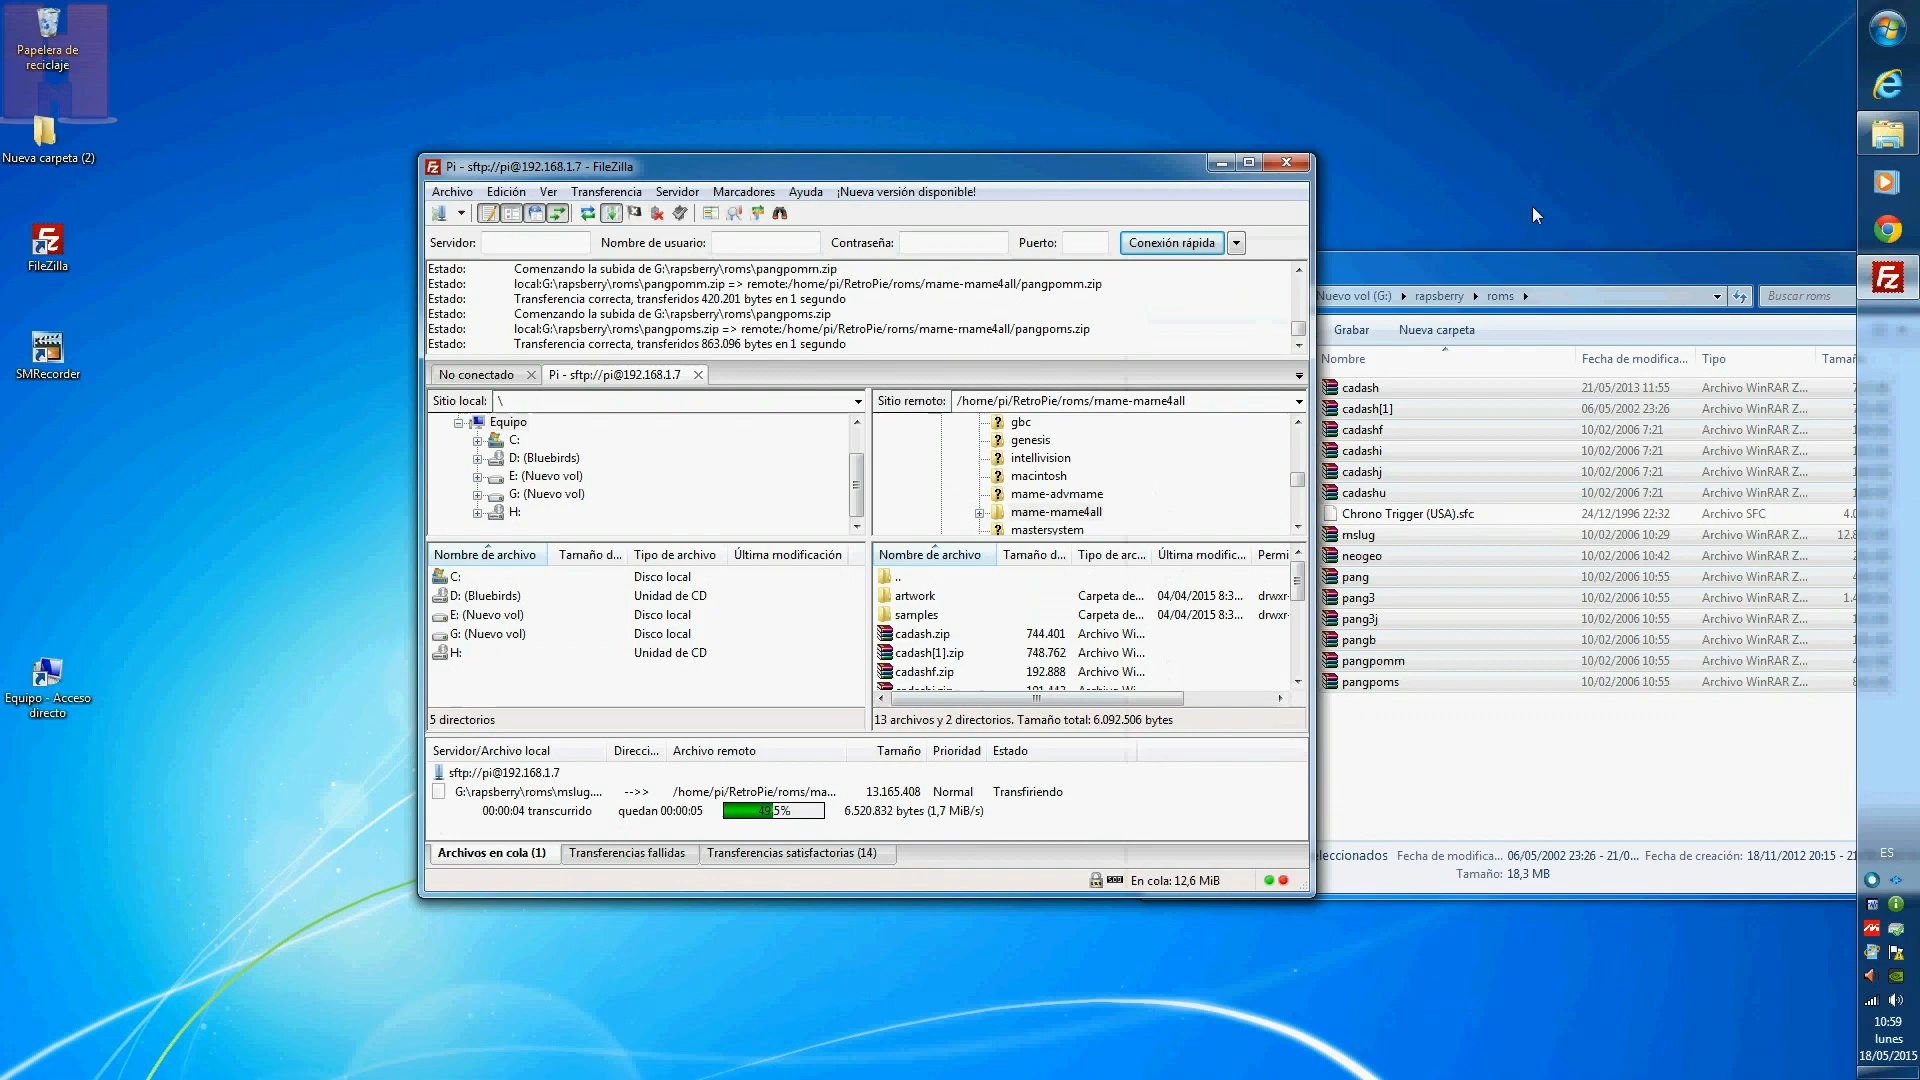 Papelera de
reciclaje
Nueva carpeta (2)
FileZilla
SMRecorder
Equipo - Acceso
directo
Pi - sftp://pi@192.168.1.7 - FileZilla
Archivo Edición Ver Transferencia Servidor Marcadores Ayuda ¡Nueva versión disponible!
Servidor: Nombre de usuario: Contraseña: Puerto: Conexión rápida
Estado: Comenzando la subida de G:\rapsberry\roms\pangpomm.zip
Estado: local:G:\rapsberry\roms\pangpomm.zip => remote:/home/pi/RetroPie/roms/mame-mame4all/pangpomm.zip
Estado: Transferencia correcta, transferidos 420.201 bytes en 1 segundo
Estado: Comenzando la subida de G:\rapsberry\roms\pangpoms.zip
Estado: local:G:\rapsberry\roms\pangpoms.zip => remote:/home/pi/RetroPie/roms/mame-mame4all/pangpoms.zip
Estado: Transferencia correcta, transferidos 863.096 bytes en 1 segundo
No conectado Pi - sftp://pi@192.168.1.7
Sitio local: \
Equipo
C:
D: (Bluebirds)
E: (Nuevo vol)
G: (Nuevo vol)
H:
Sitio remoto: /home/pi/RetroPie/roms/mame-mame4all
gbc
genesis
intellivision
macintosh
mame-advmame
mame-mame4all
mastersystem
Nombre de archivo Tamaño d... Tipo de archivo Última modificación
C: Disco local
D: (Bluebirds) Unidad de CD
E: (Nuevo vol) Disco local
G: (Nuevo vol) Disco local
H: Unidad de CD
5 directorios
Nombre de archivo Tamaño d... Tipo de arc... Última modific... Permi
..
artwork Carpeta de... 04/04/2015 8:3... drwxr-
samples Carpeta de... 04/04/2015 8:3... drwxr-
cadash.zip 744.401 Archivo Wi...
cadash[1].zip 748.762 Archivo Wi...
cadashf.zip 192.888 Archivo Wi...
13 archivos y 2 directorios. Tamaño total: 6.092.506 bytes
Servidor/Archivo local Direcci... Archivo remoto Tamaño Prioridad Estado
sftp://pi@192.168.1.7
G:\rapsberry\roms\mslug.... -->> /home/pi/RetroPie/roms/ma... 13.165.408 Normal Transfiriendo
00:00:04 transcurrido quedan 00:00:05 49.5% 6.520.832 bytes (1,7 MiB/s)
Archivos en cola (1) Transferencias fallidas Transferencias satisfactorias (14)
En cola: 12,6 MiB
Nuevo vol (G:) rapsberry roms Buscar roms
Grabar Nueva carpeta
Nombre Fecha de modifica... Tipo Tamañ
cadash 21/05/2013 11:55 Archivo WinRAR Z...
cadash[1] 06/05/2002 23:26 Archivo WinRAR Z...
cadashf 10/02/2006 7:21 Archivo WinRAR Z...
cadashi 10/02/2006 7:21 Archivo WinRAR Z...
cadashj 10/02/2006 7:21 Archivo WinRAR Z...
cadashu 10/02/2006 7:21 Archivo WinRAR Z...
Chrono Trigger (USA).sfc 24/12/1996 22:32 Archivo SFC 4.0
mslug 10/02/2006 10:29 Archivo WinRAR Z... 12.8
neogeo 10/02/2006 10:42 Archivo WinRAR Z...
pang 10/02/2006 10:55 Archivo WinRAR Z...
pang3 10/02/2006 10:55 Archivo WinRAR Z... 1.4
pang3j 10/02/2006 10:55 Archivo WinRAR Z...
pangb 10/02/2006 10:55 Archivo WinRAR Z...
pangpomm 10/02/2006 10:55 Archivo WinRAR Z...
pangpoms 10/02/2006 10:55 Archivo WinRAR Z...
eleccionados Fecha de modifica... 06/05/2002 23:26 - 21/0... Fecha de creación: 18/11/2012 20:15 - 21
Tamaño: 18,3 MB
ES
10:59
lunes
18/05/2015